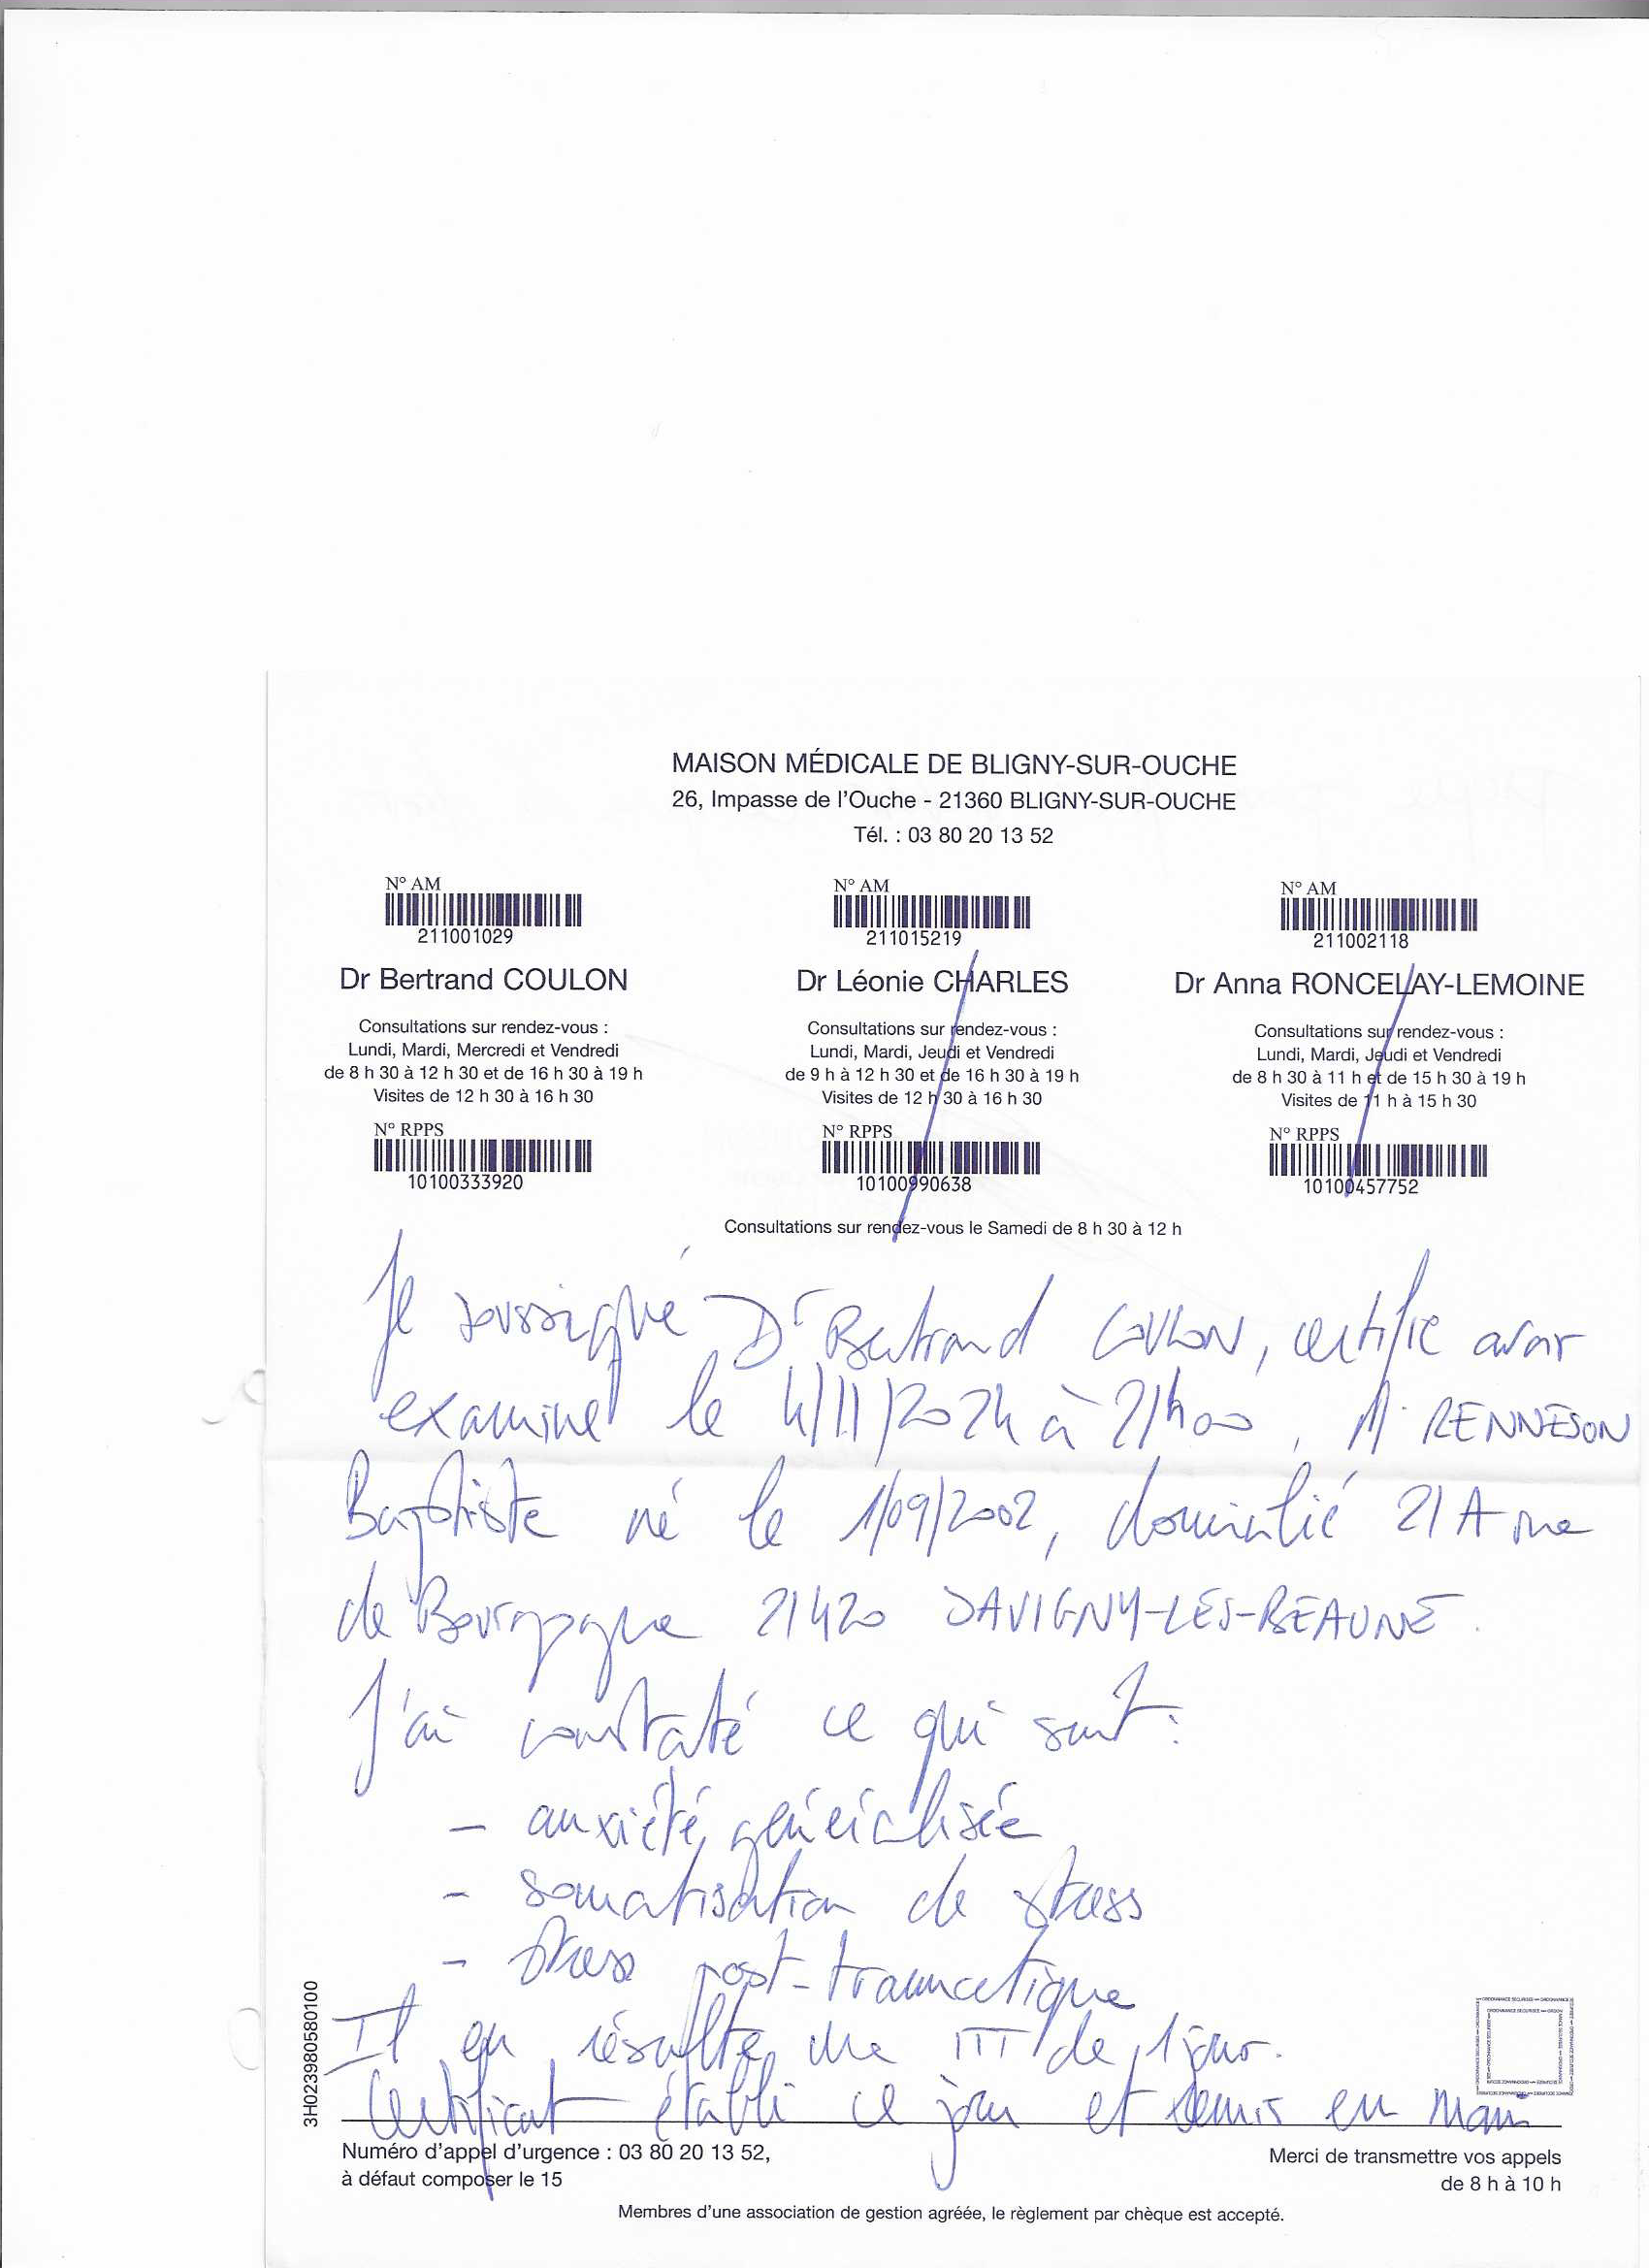 MAISON MÉDICALE DE BLIGNY-SUR-OUCHE
26, Impasse de l'Ouche - 21360 BLIGNY-SUR-OUCHE
Tél. : 03 80 20 13 52
N° AM
211001029
Dr Bertrand COULON
Consultations sur rendez-vous :
Lundi, Mardi, Mercredi et Vendredi
de 8 h 30 à 12 h 30 et de 16 h 30 à 19 h
Visites de 12 h 30 à 16 h 30
N° RPPS
10100333920
N° AM
211015219
Dr Léonie CHARLES
Consultations sur rendez-vous :
Lundi, Mardi, Jeudi et Vendredi
de 9 h à 12 h 30 et de 16 h 30 à 19 h
Visites de 12 h 30 à 16 h 30
N° RPPS
10100990638
N° AM
211002118
Dr Anna RONCELAY-LEMOINE
Consultations sur rendez-vous :
Lundi, Mardi, Jeudi et Vendredi
de 8 h 30 à 11 h et de 15 h 30 à 19 h
Visites de 11 h à 15 h 30
N° RPPS
10100457752
Consultations sur rendez-vous le Samedi de 8 h 30 à 12 h
Je soussigné Dr Bertrand COULON, certifie avoir
examiné le 4/11/2024 à 21h00, M. RENNESON
Baptiste né le 1/09/2002, domicilié 21 A rue
de Bourgogne 21420 SAVIGNY-LES-BEAUNE.
J'ai constaté ce qui suit :
- anxiété généralisée
- somatisation de stress
- stress post-traumatique
Il en résulte une ITT de 1 jour.
Certificat établi ce jour et remis en main
3H023980580100
Numéro d'appel d'urgence : 03 80 20 13 52,
à défaut composer le 15
Merci de transmettre vos appels
de 8 h à 10 h
Membres d'une association de gestion agréée, le règlement par chèque est accepté.